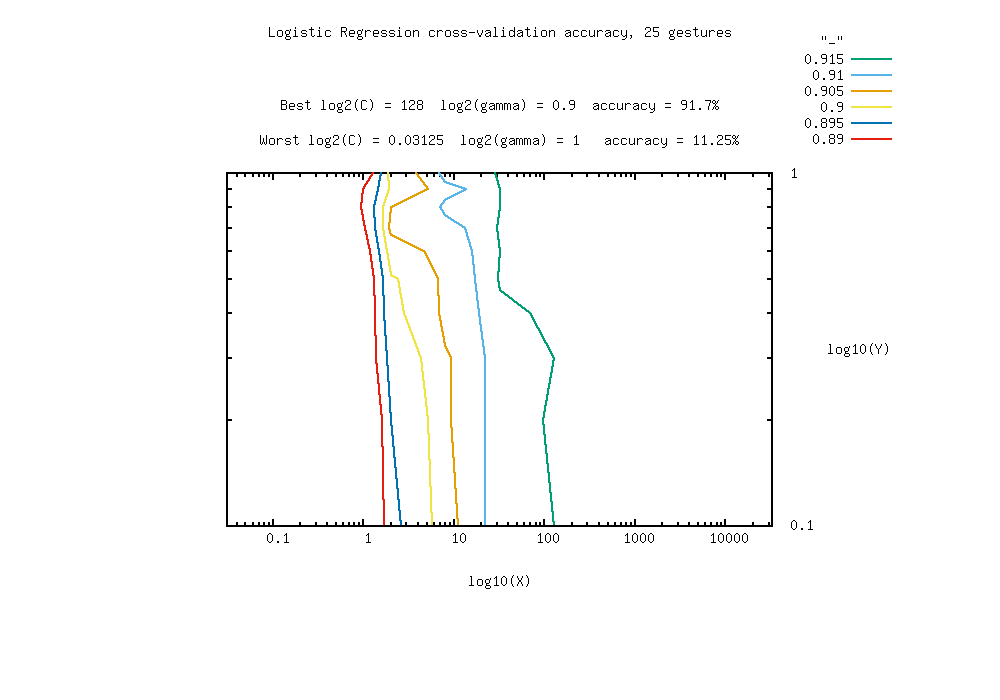 Logistic Regression cross-validation accuracy, 25 gestures
"_"
0.915
0.91
0.905
0.9
0.895
0.89
Best log2(C) = 128  log2(gamma) = 0.9  accuracy = 91.7%
Worst log2(C) = 0.03125  log2(gamma) = 1   accuracy = 11.25%
1
log10(Y)
0.1
0.1 1 10 100 1000 10000
log10(X)